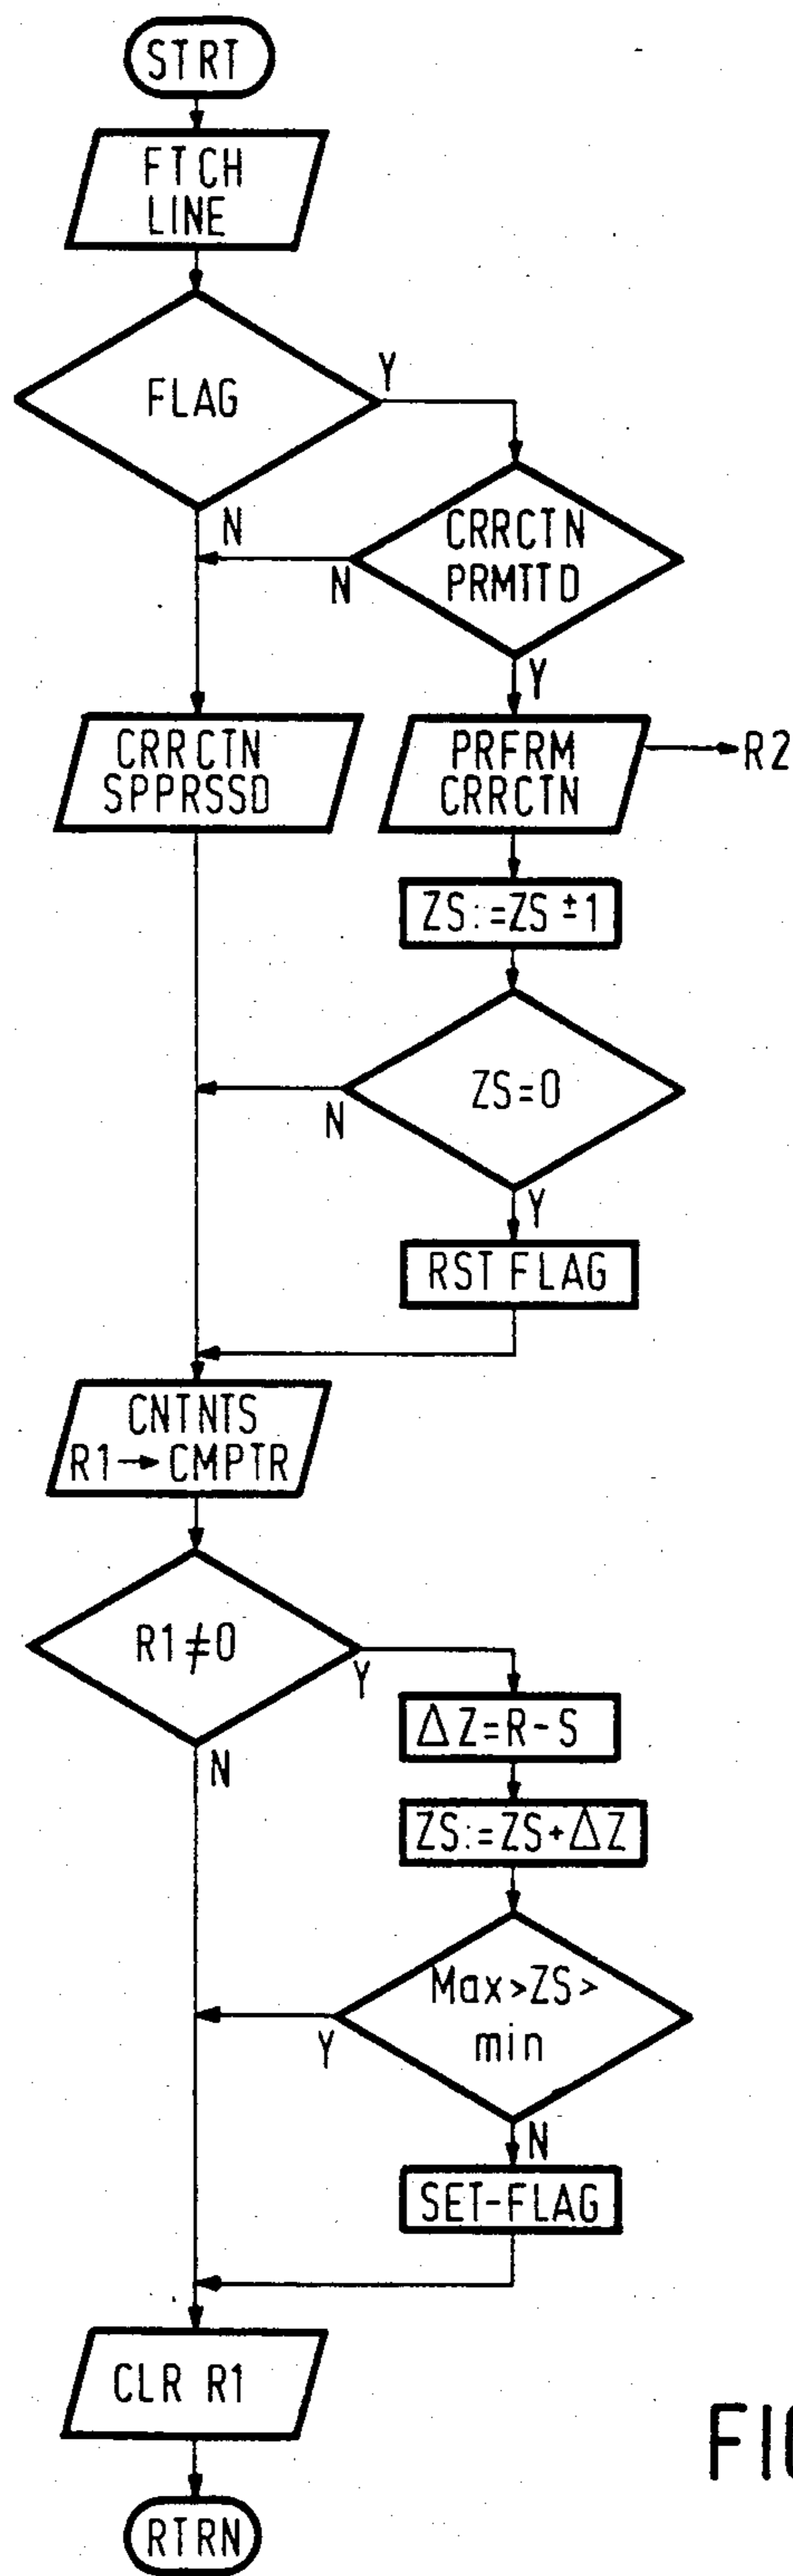 STRT
FTCH
LINE
FLAG
Y
N
CRRCTN
PRMTTD
N
Y
CRRCTN
SPPRSSD
PRFRM
CRRCTN
R2
ZS:=ZS±1
ZS=0
N
Y
RST FLAG
CNTNTS
R1→CMPTR
R1≠0
Y
N
ΔZ=R-S
ZS:=ZS+ΔZ
Max>ZS>
min
Y
N
SET-FLAG
CLR R1
RTRN